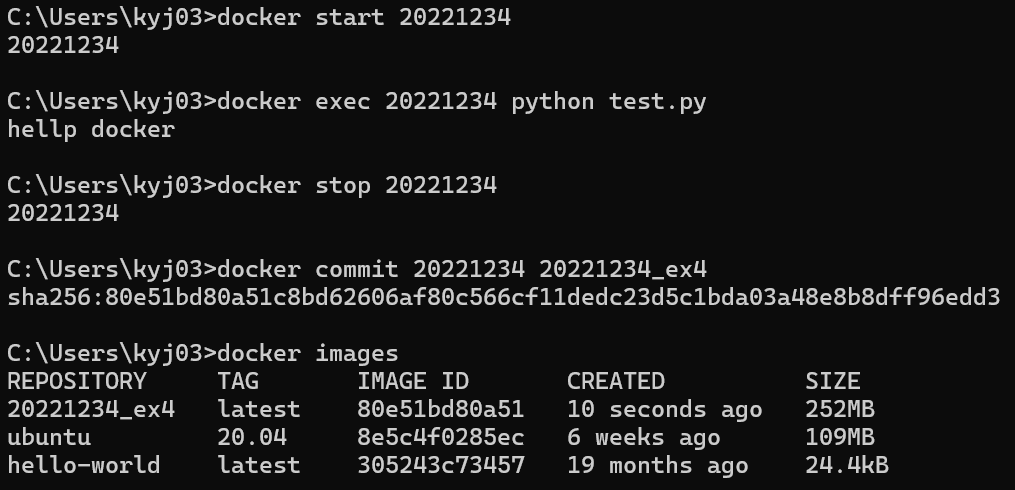 C:\Users\kyj03>docker start 20221234
20221234
C:\Users\kyj03>docker exec 20221234 python test.py
hellp docker
C:\Users\kyj03>docker stop 20221234
20221234
C:\Users\kyj03>docker commit 20221234 20221234_ex4
sha256:80e51bd80a51c8bd62606af80c566cf11dedc23d5c1bda03a48e8b8dff96edd3
C:\Users\kyj03>docker images
REPOSITORY TAG IMAGE ID CREATED SIZE
20221234_ex4 latest 80e51bd80a51 10 seconds ago 252MB
ubuntu 20.04 8e5c4f0285ec 6 weeks ago 109MB
hello-world latest 305243c73457 19 months ago 24.4kB